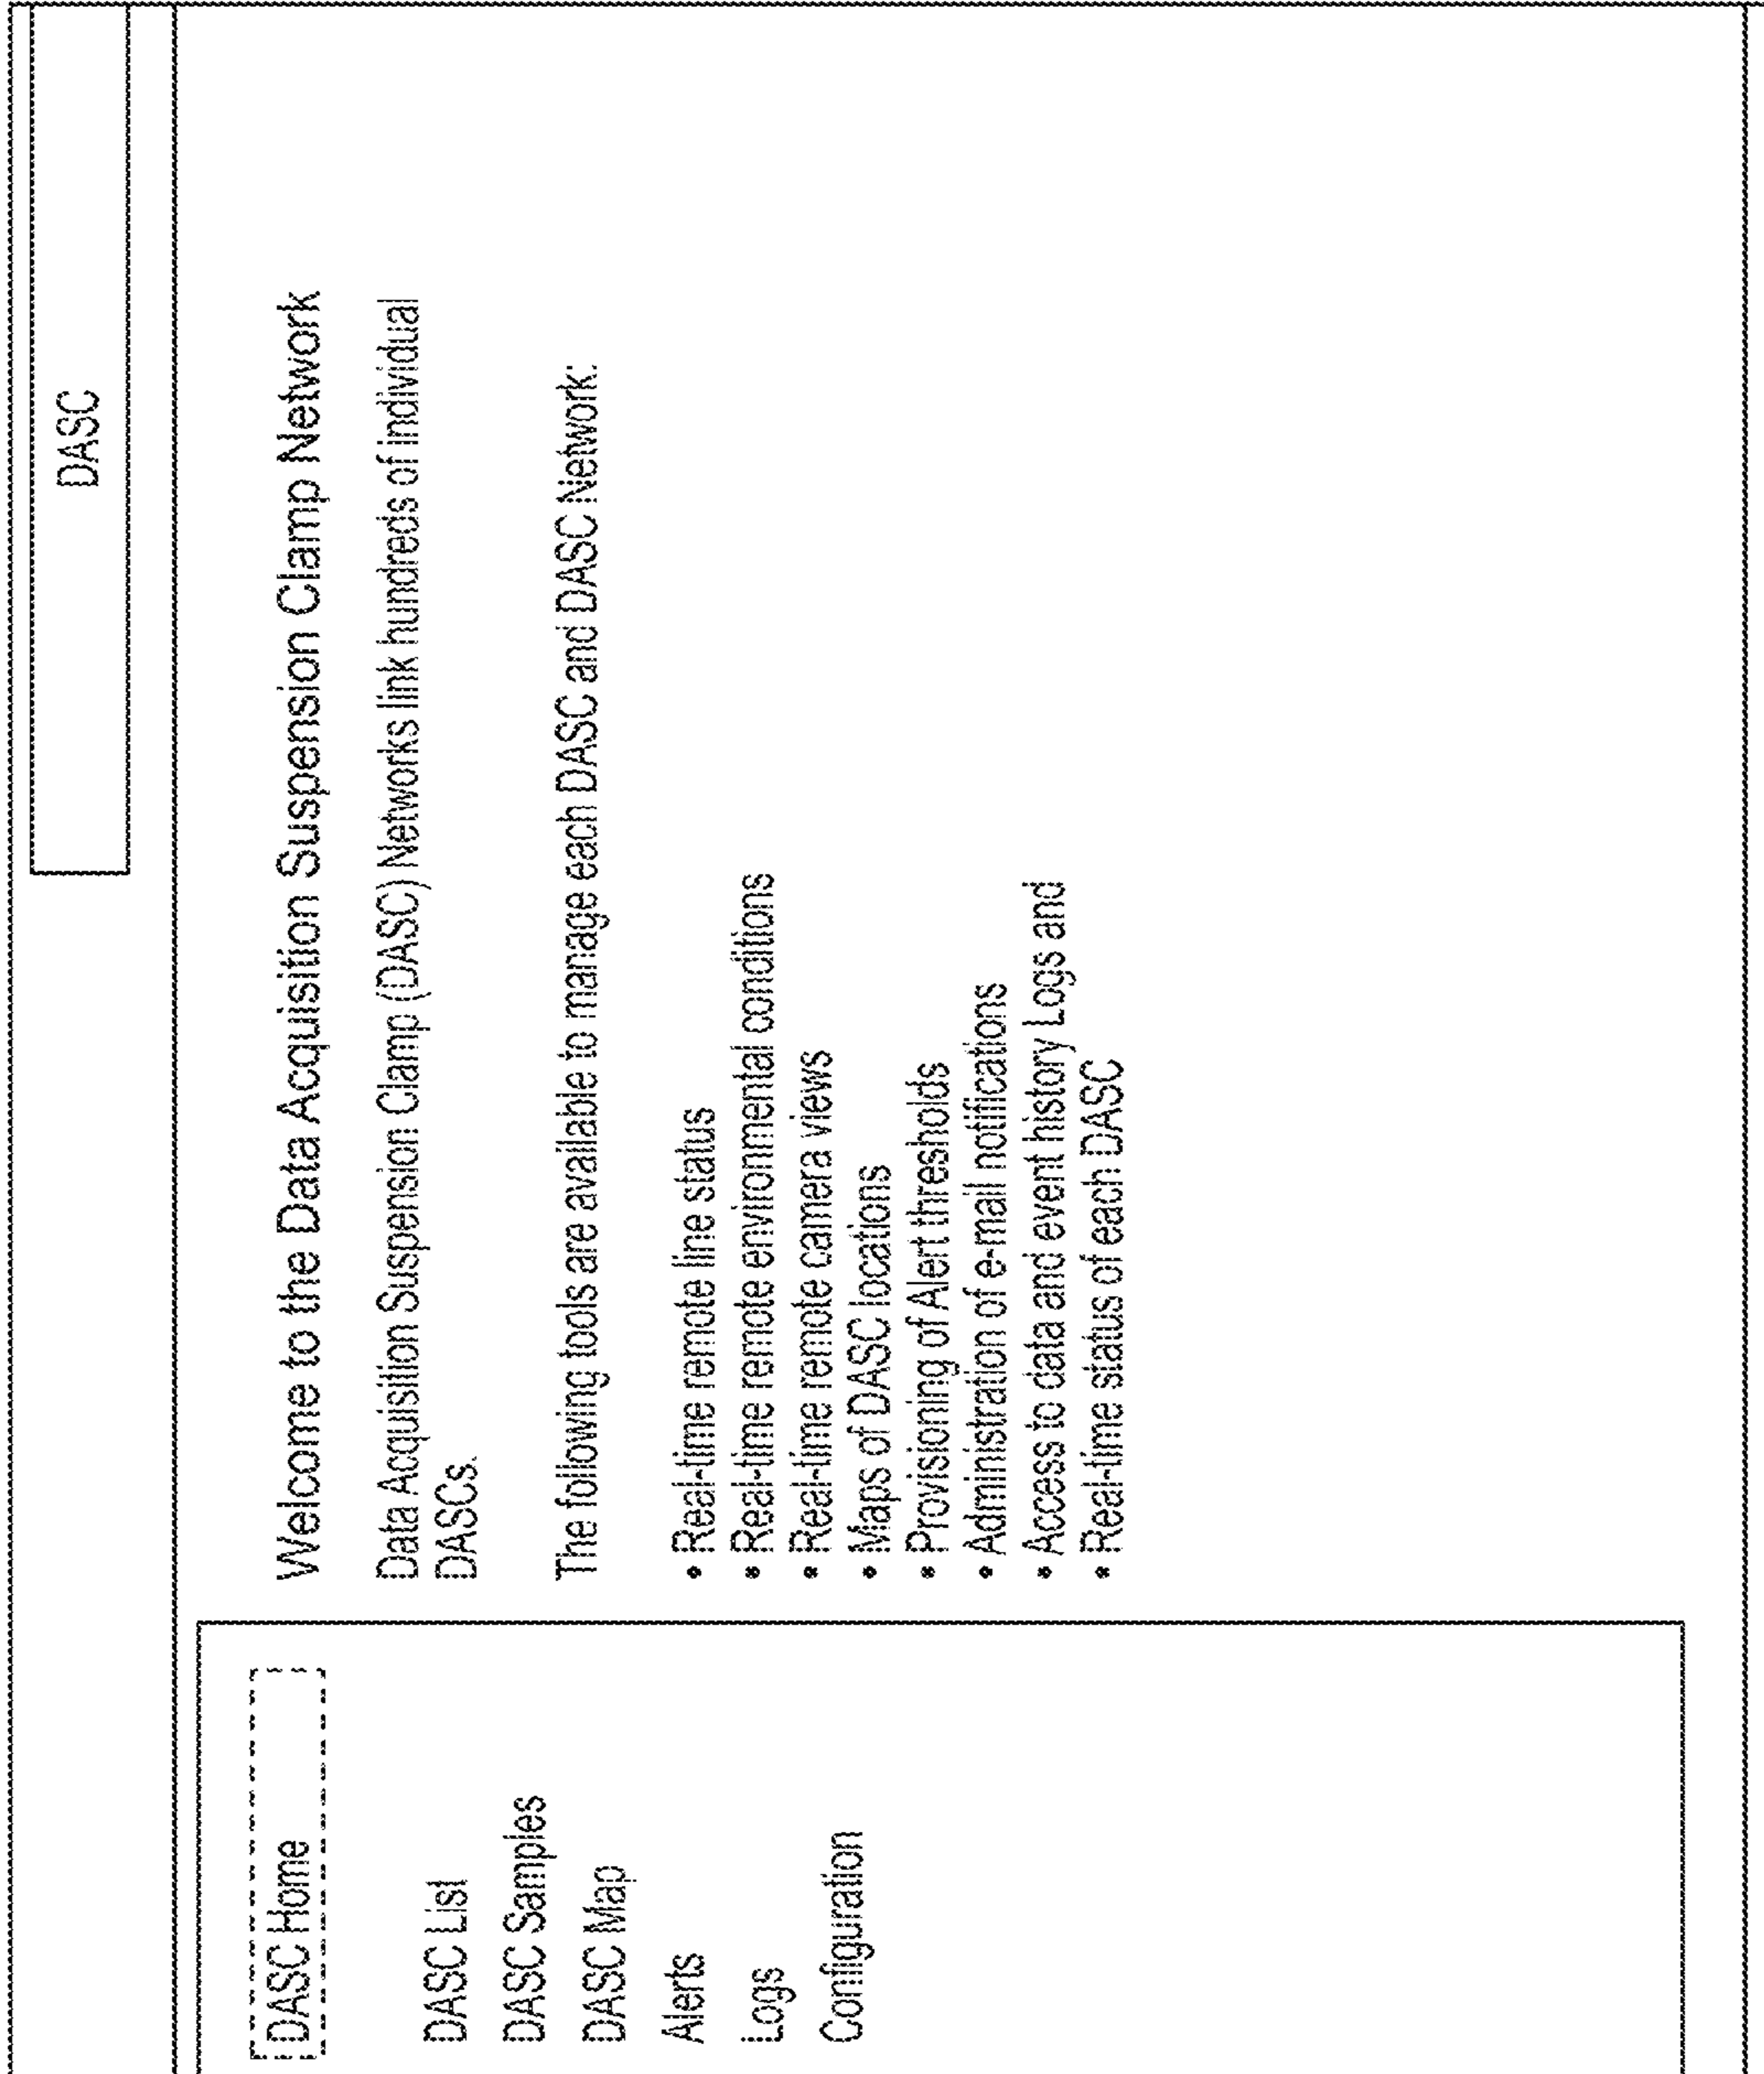 DASC
DASC Home
DASC List
DASC Samples
DASC Map
Alerts
Logs
Configuration
Welcome to the Data Acquisition Suspension Clamp Network
Data Acquisition Suspension Clamp (DASC) Networks link hundreds of individual
DASCs.
The following tools are available to manage each DASC and DASC Network:
• Real-time remote line status
• Real-time remote environmental conditions
• Real-time remote camera views
• Maps of DASC locations
• Provisioning of Alert thresholds
• Administration of e-mail notifications
• Access to data and event history Logs and
• Real-time status of each DASC